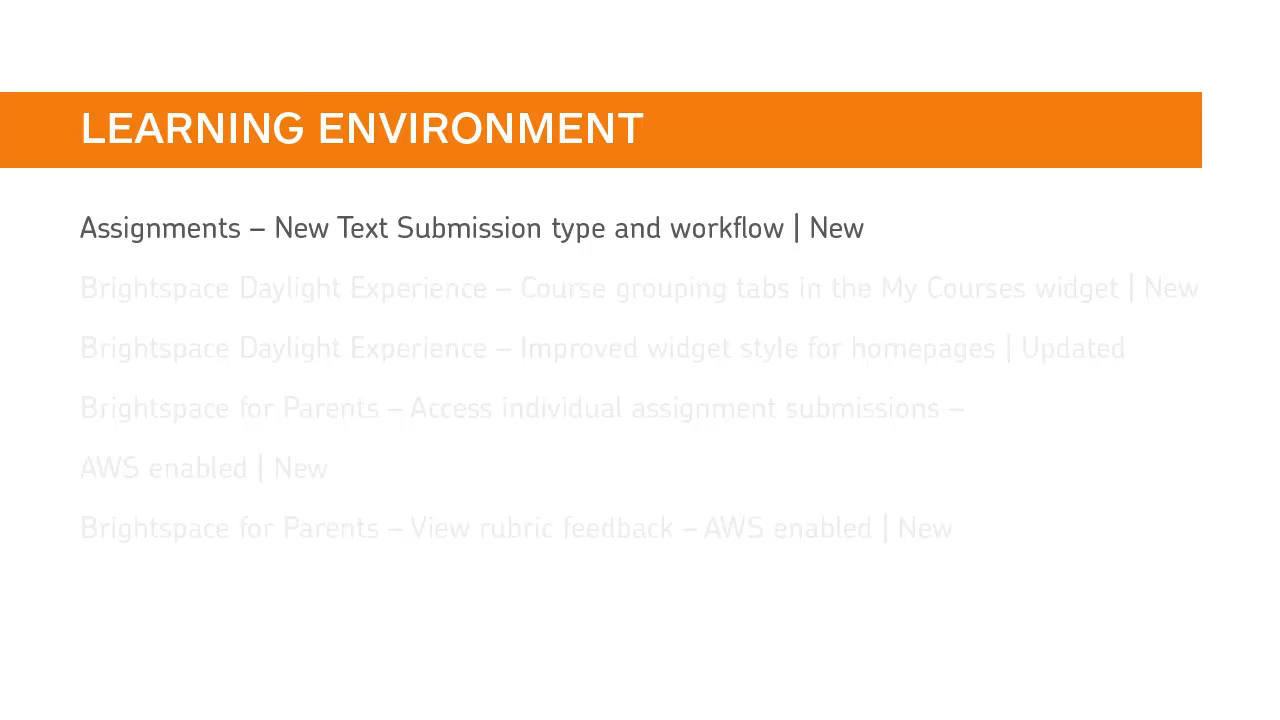 LEARNING ENVIRONMENT
Assignments – New Text Submission type and workflow | New
Brightspace Daylight Experience – Course grouping tabs in the My Courses widget | New
Brightspace Daylight Experience – Improved widget style for homepages | Updated
Brightspace for Parents – Access individual assignment submissions –
AWS enabled | New
Brightspace for Parents – View rubric feedback – AWS enabled | New